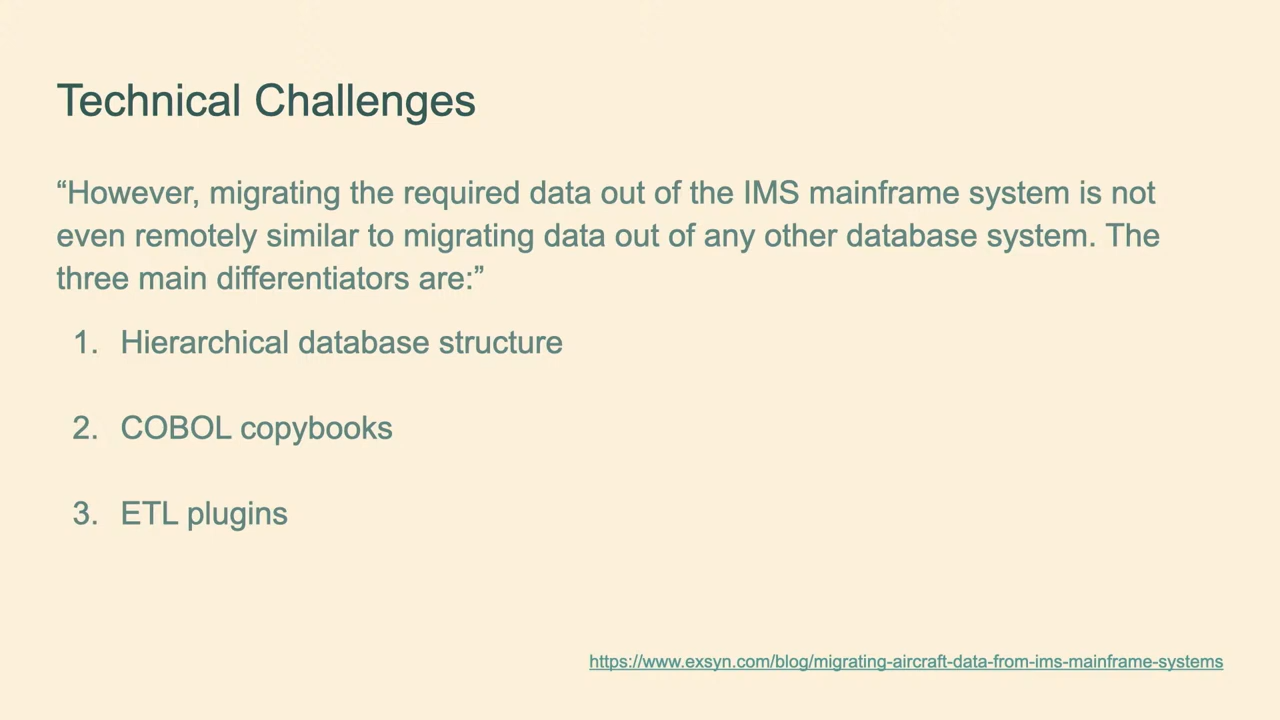 Technical Challenges
“However, migrating the required data out of the IMS mainframe system is not
even remotely similar to migrating data out of any other database system. The
three main differentiators are:”
1. Hierarchical database structure
2. COBOL copybooks
3. ETL plugins
https://www.exsyn.com/blog/migrating-aircraft-data-from-ims-mainframe-systems